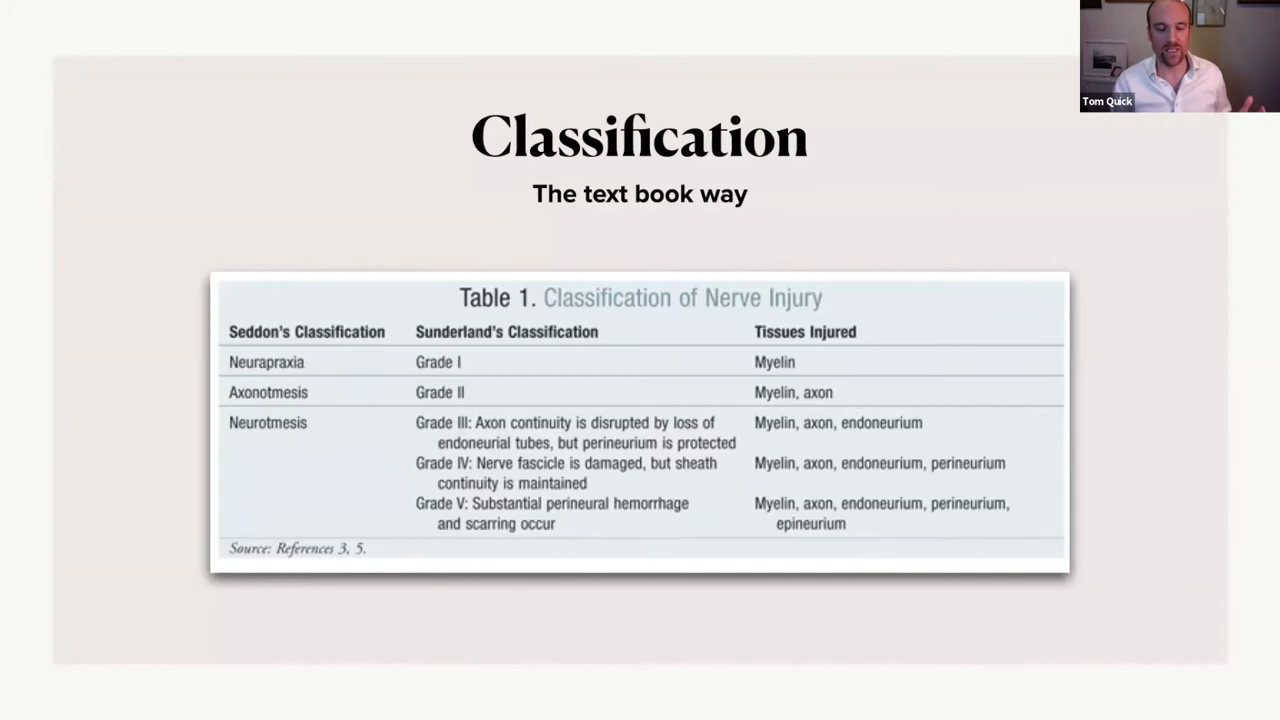 Tom Quick
Classification
The text book way
Table 1. Classification of Nerve Injury
Seddon's Classification Sunderland's Classification Tissues Injured
Neurapraxia Grade I Myelin
Axonotmesis Grade II Myelin, axon
Neurotmesis Grade III: Axon continuity is disrupted by loss of Myelin, axon, endoneurium
endoneurial tubes, but perineurium is protected
Grade IV: Nerve fascicle is damaged, but sheath Myelin, axon, endoneurium, perineurium
continuity is maintained
Grade V: Substantial perineural hemorrhage Myelin, axon, endoneurium, perineurium,
and scarring occur epineurium
Source: References 3, 5.